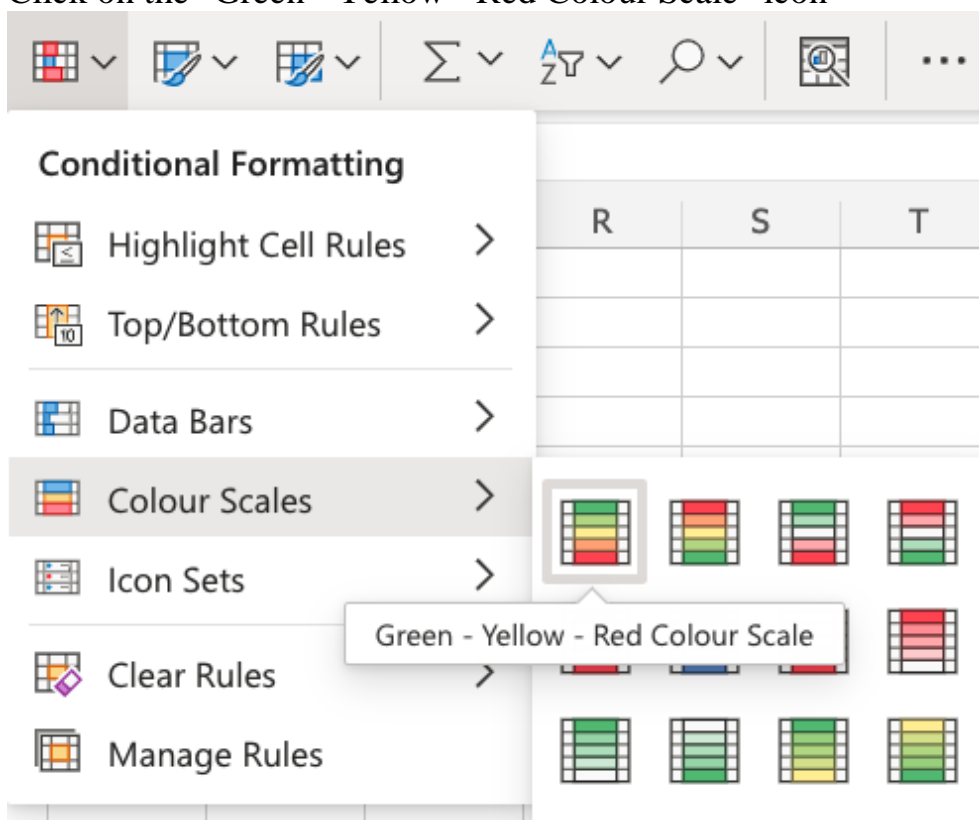 Click on the "Green – Yellow – Red Colour Scale" icon
Conditional Formatting
R S T
Highlight Cell Rules
Top/Bottom Rules
Data Bars
Colour Scales
Icon Sets
Green - Yellow - Red Colour Scale
Clear Rules
Manage Rules